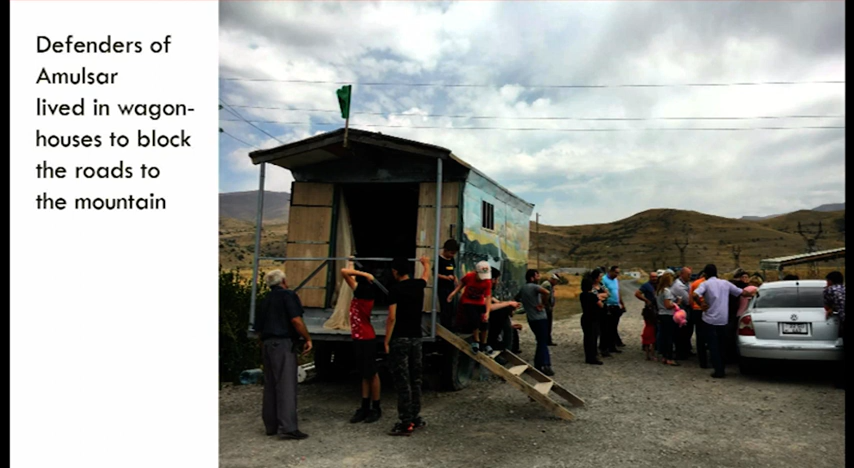 Defenders of
Amulsar
lived in wagon-
houses to block
the roads to
the mountain